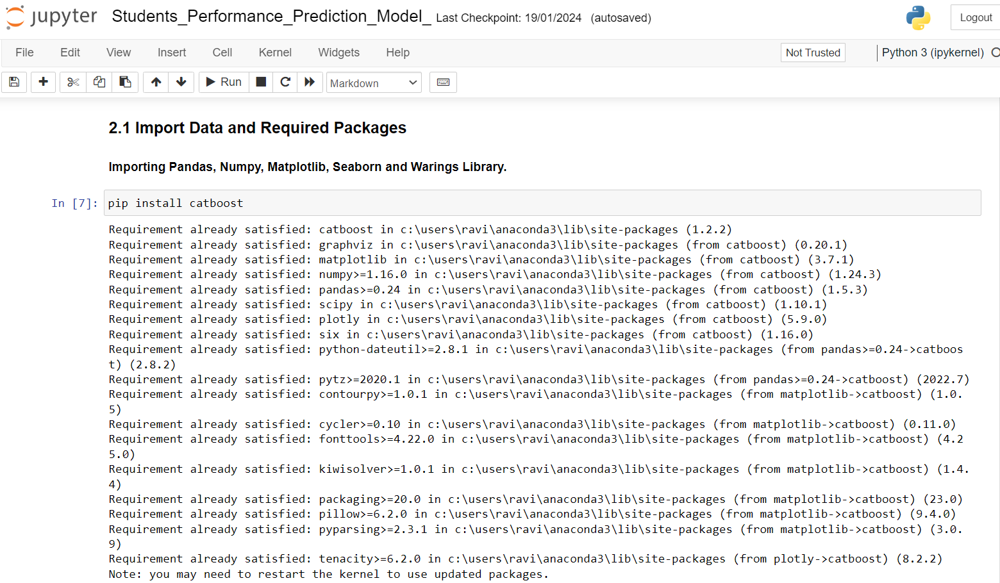 jupyter Students_Performance_Prediction_Model_ Last Checkpoint: 19/01/2024 (autosaved) Logout
File Edit View Insert Cell Kernel Widgets Help Not Trusted Python 3 (ipykernel)
Run Markdown
2.1 Import Data and Required Packages
Importing Pandas, Numpy, Matplotlib, Seaborn and Warings Library.
In [7]: pip install catboost
Requirement already satisfied: catboost in c:\users\ravi\anaconda3\lib\site-packages (1.2.2)
Requirement already satisfied: graphviz in c:\users\ravi\anaconda3\lib\site-packages (from catboost) (0.20.1)
Requirement already satisfied: matplotlib in c:\users\ravi\anaconda3\lib\site-packages (from catboost) (3.7.1)
Requirement already satisfied: numpy>=1.16.0 in c:\users\ravi\anaconda3\lib\site-packages (from catboost) (1.24.3)
Requirement already satisfied: pandas>=0.24 in c:\users\ravi\anaconda3\lib\site-packages (from catboost) (1.5.3)
Requirement already satisfied: scipy in c:\users\ravi\anaconda3\lib\site-packages (from catboost) (1.10.1)
Requirement already satisfied: plotly in c:\users\ravi\anaconda3\lib\site-packages (from catboost) (5.9.0)
Requirement already satisfied: six in c:\users\ravi\anaconda3\lib\site-packages (from catboost) (1.16.0)
Requirement already satisfied: python-dateutil>=2.8.1 in c:\users\ravi\anaconda3\lib\site-packages (from pandas>=0.24->catboos
t) (2.8.2)
Requirement already satisfied: pytz>=2020.1 in c:\users\ravi\anaconda3\lib\site-packages (from pandas>=0.24->catboost) (2022.7)
Requirement already satisfied: contourpy>=1.0.1 in c:\users\ravi\anaconda3\lib\site-packages (from matplotlib->catboost) (1.0.
5)
Requirement already satisfied: cycler>=0.10 in c:\users\ravi\anaconda3\lib\site-packages (from matplotlib->catboost) (0.11.0)
Requirement already satisfied: fonttools>=4.22.0 in c:\users\ravi\anaconda3\lib\site-packages (from matplotlib->catboost) (4.2
5.0)
Requirement already satisfied: kiwisolver>=1.0.1 in c:\users\ravi\anaconda3\lib\site-packages (from matplotlib->catboost) (1.4.
4)
Requirement already satisfied: packaging>=20.0 in c:\users\ravi\anaconda3\lib\site-packages (from matplotlib->catboost) (23.0)
Requirement already satisfied: pillow>=6.2.0 in c:\users\ravi\anaconda3\lib\site-packages (from matplotlib->catboost) (9.4.0)
Requirement already satisfied: pyparsing>=2.3.1 in c:\users\ravi\anaconda3\lib\site-packages (from matplotlib->catboost) (3.0.
9)
Requirement already satisfied: tenacity>=6.2.0 in c:\users\ravi\anaconda3\lib\site-packages (from plotly->catboost) (8.2.2)
Note: you may need to restart the kernel to use updated packages.